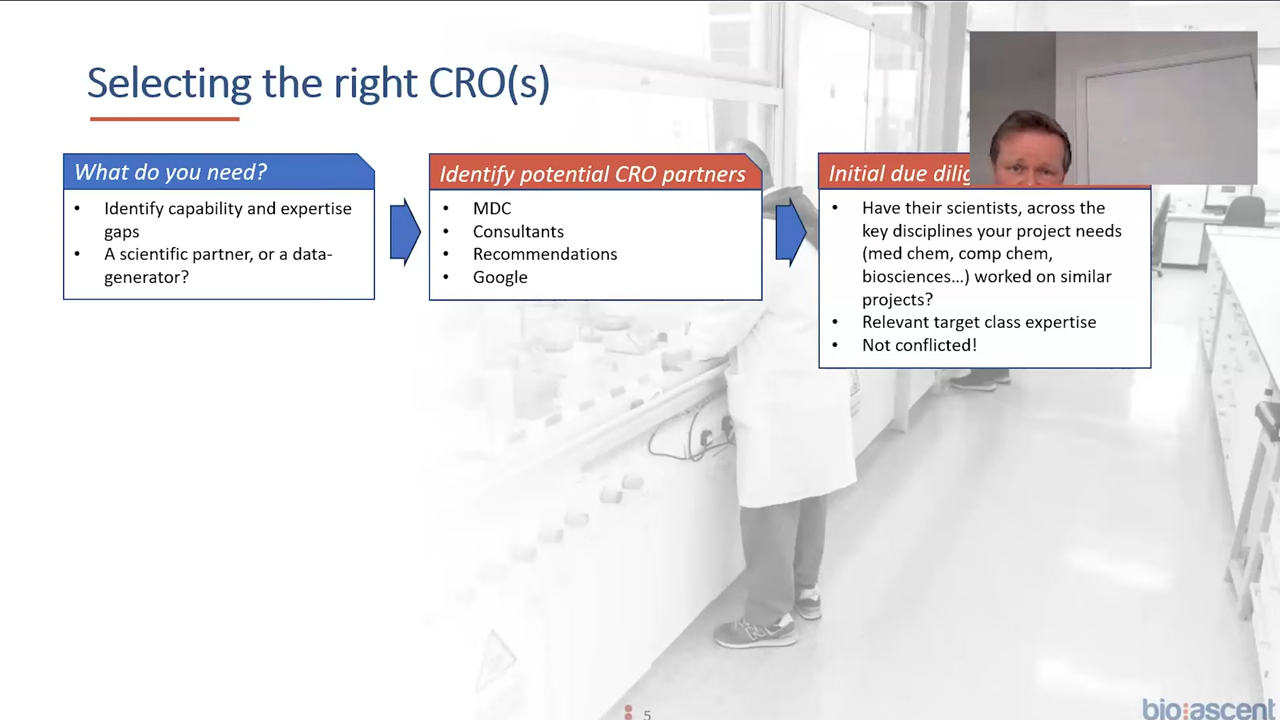 Selecting the right CRO(s)
What do you need?
• Identify capability and expertise
gaps
• A scientific partner, or a data-
generator?
Identify potential CRO partners
• MDC
• Consultants
• Recommendations
• Google
Initial due
• Have their scientists, across the
key disciplines your project needs
(med chem, comp chem,
biosciences…) worked on similar
projects?
• Relevant target class expertise
• Not conflicted!
5
bio:ascent